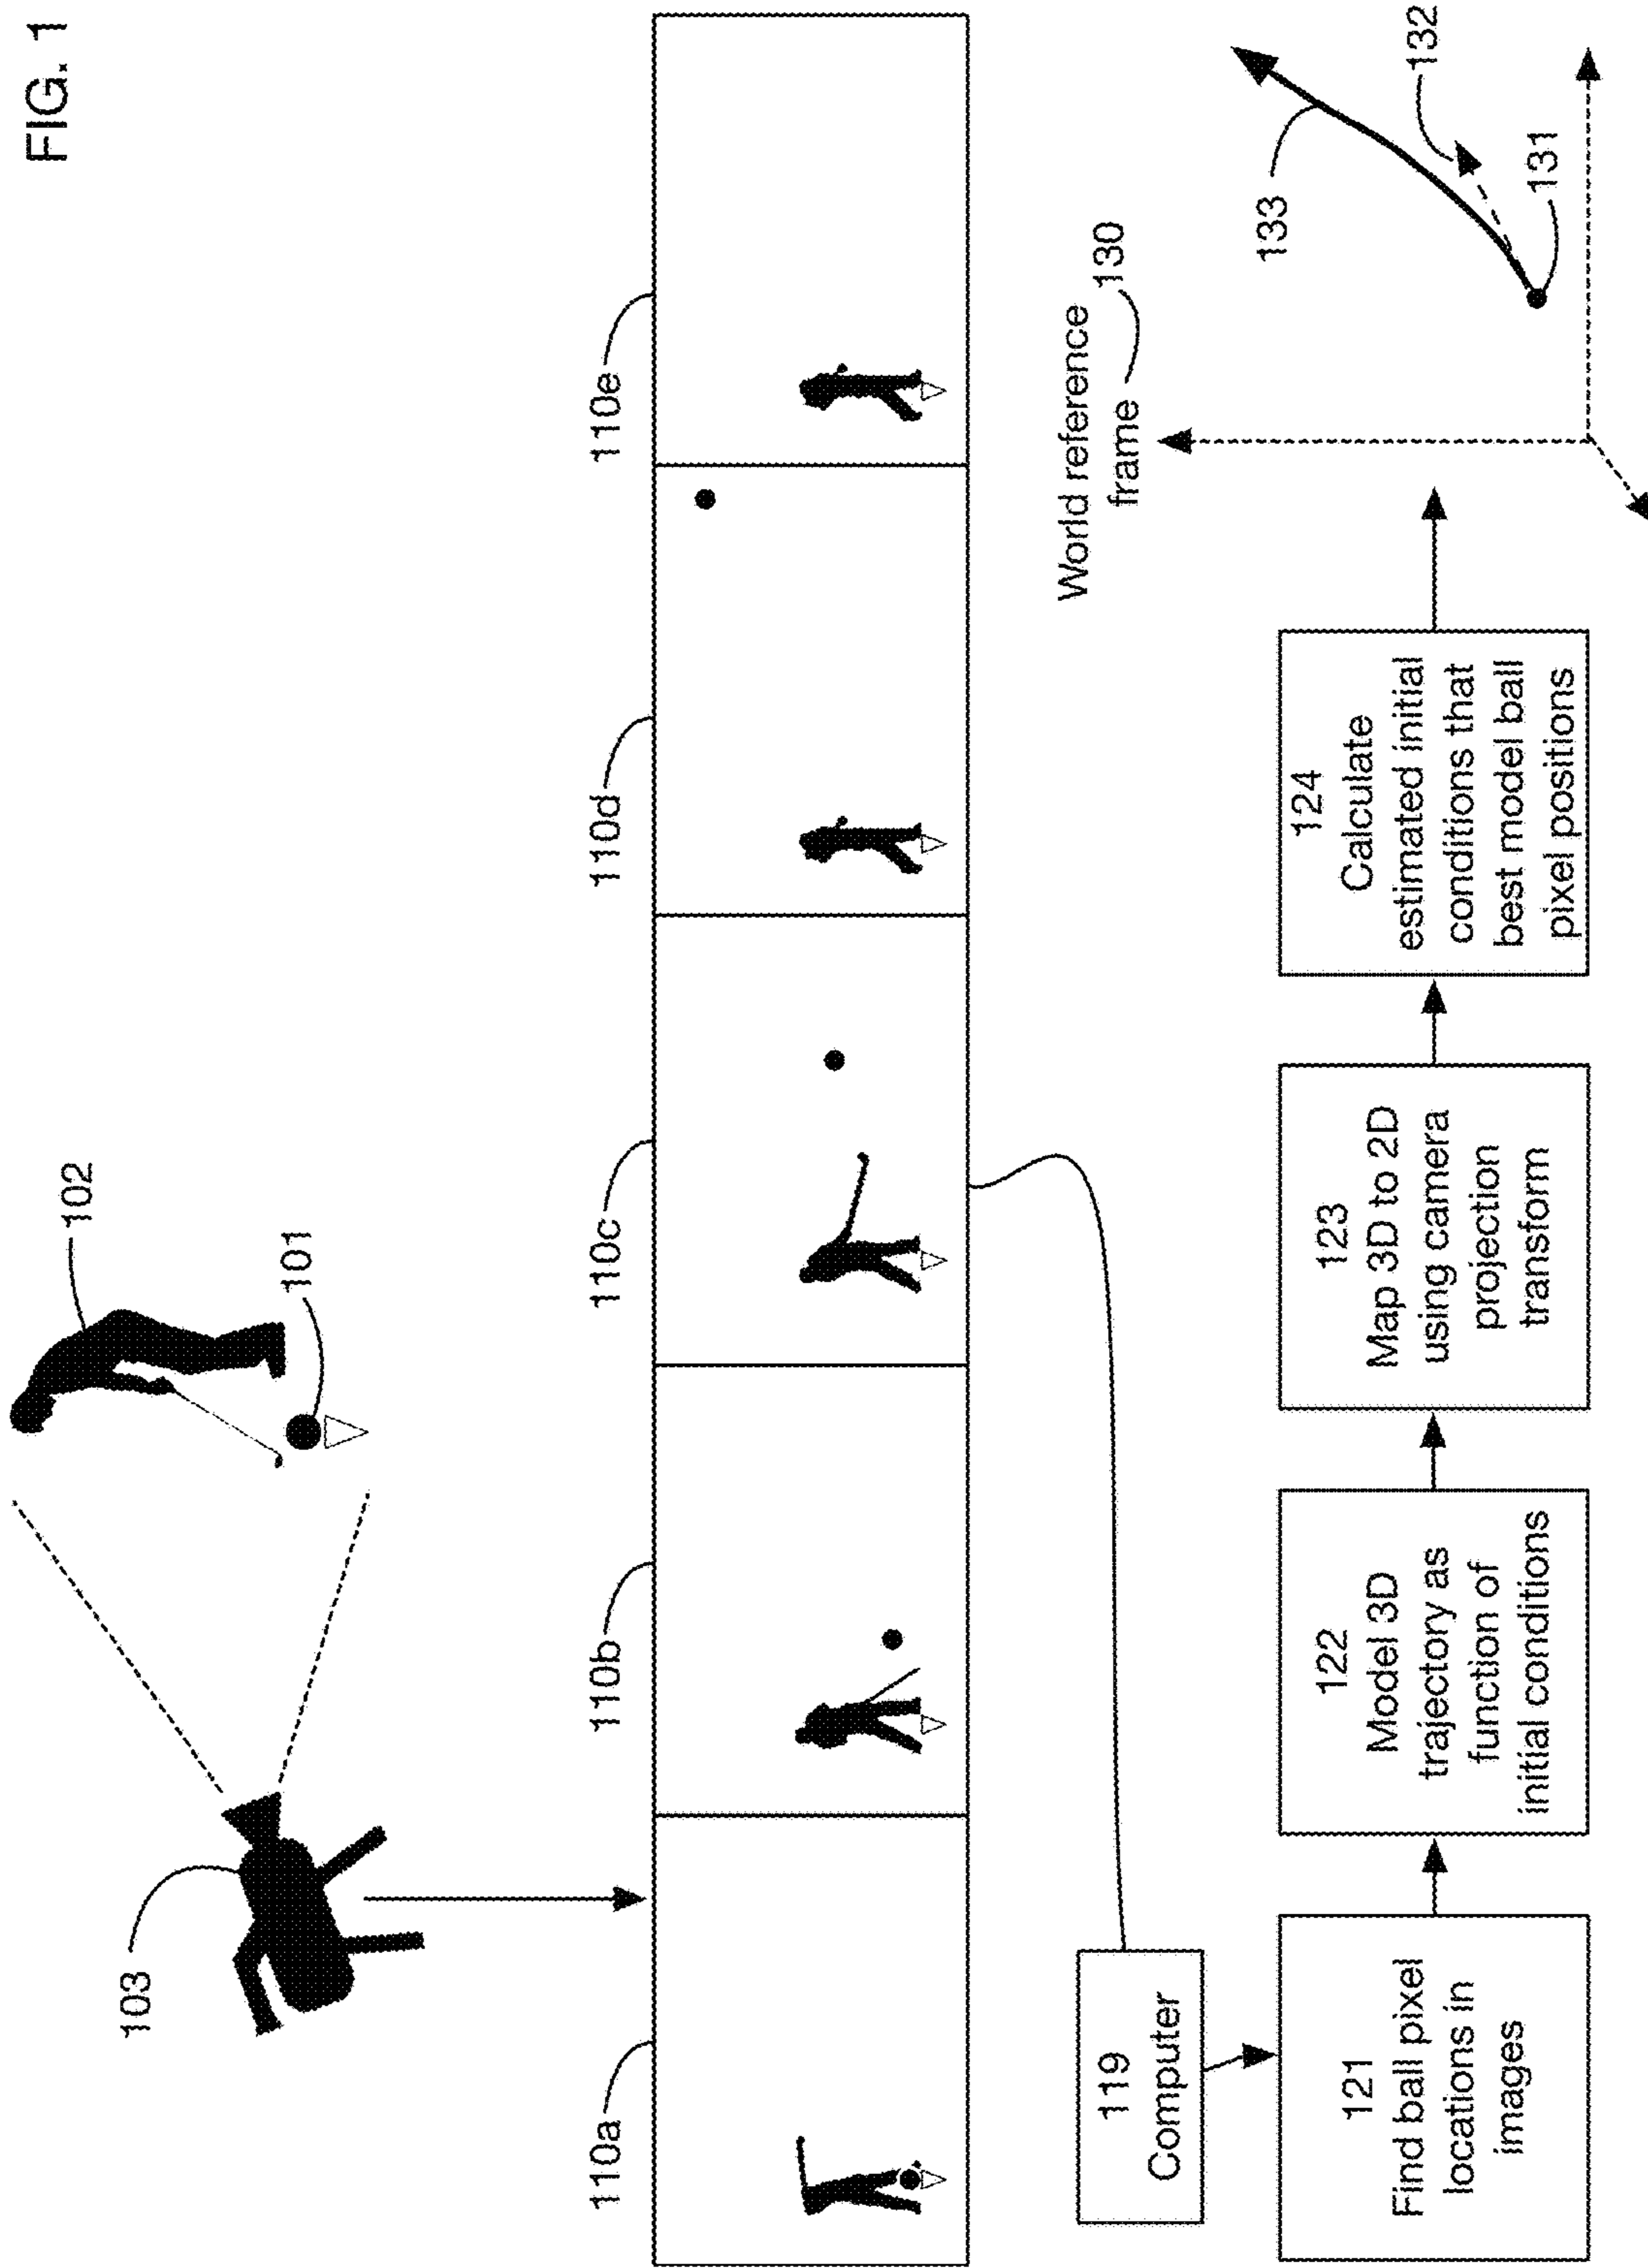 FIG. 1
102
103
101
110a
110b
110c
110d
110e
119
Computer
World reference
frame
130
121
Find ball pixel
locations in
images
122
Model 3D
trajectory as
function of
initial conditions
123
Map 3D to 2D
using camera
projection
transform
124
Calculate
estimated initial
conditions that
best model ball
pixel positions
133
132
131